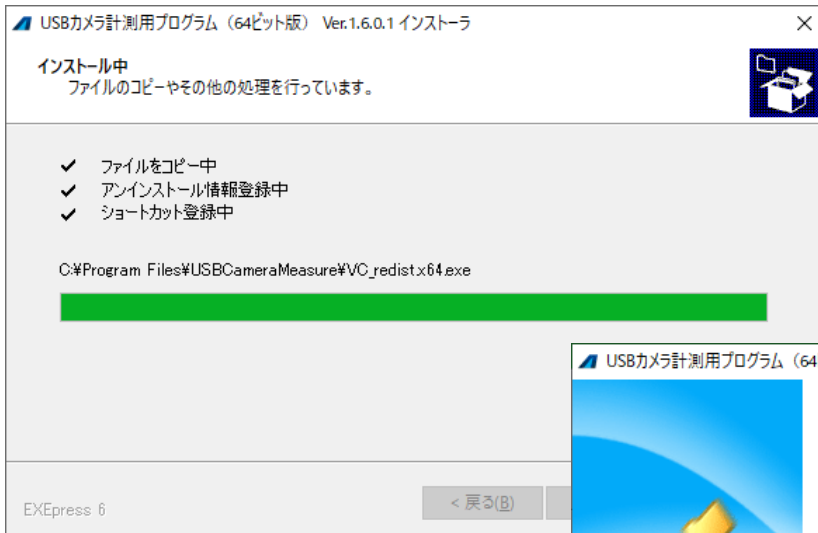 USBカメラ計測用プログラム（64ビット版） Ver.1.6.0.1 インストーラ
インストール中
ファイルのコピーやその他の処理を行っています。
ファイルをコピー中
アンインストール情報登録中
ショートカット登録中
C:¥Program Files¥USBCameraMeasure¥VC_redist.x64.exe
USBカメラ計測用プログラム（64
< 戻る(B)
EXEpress 6